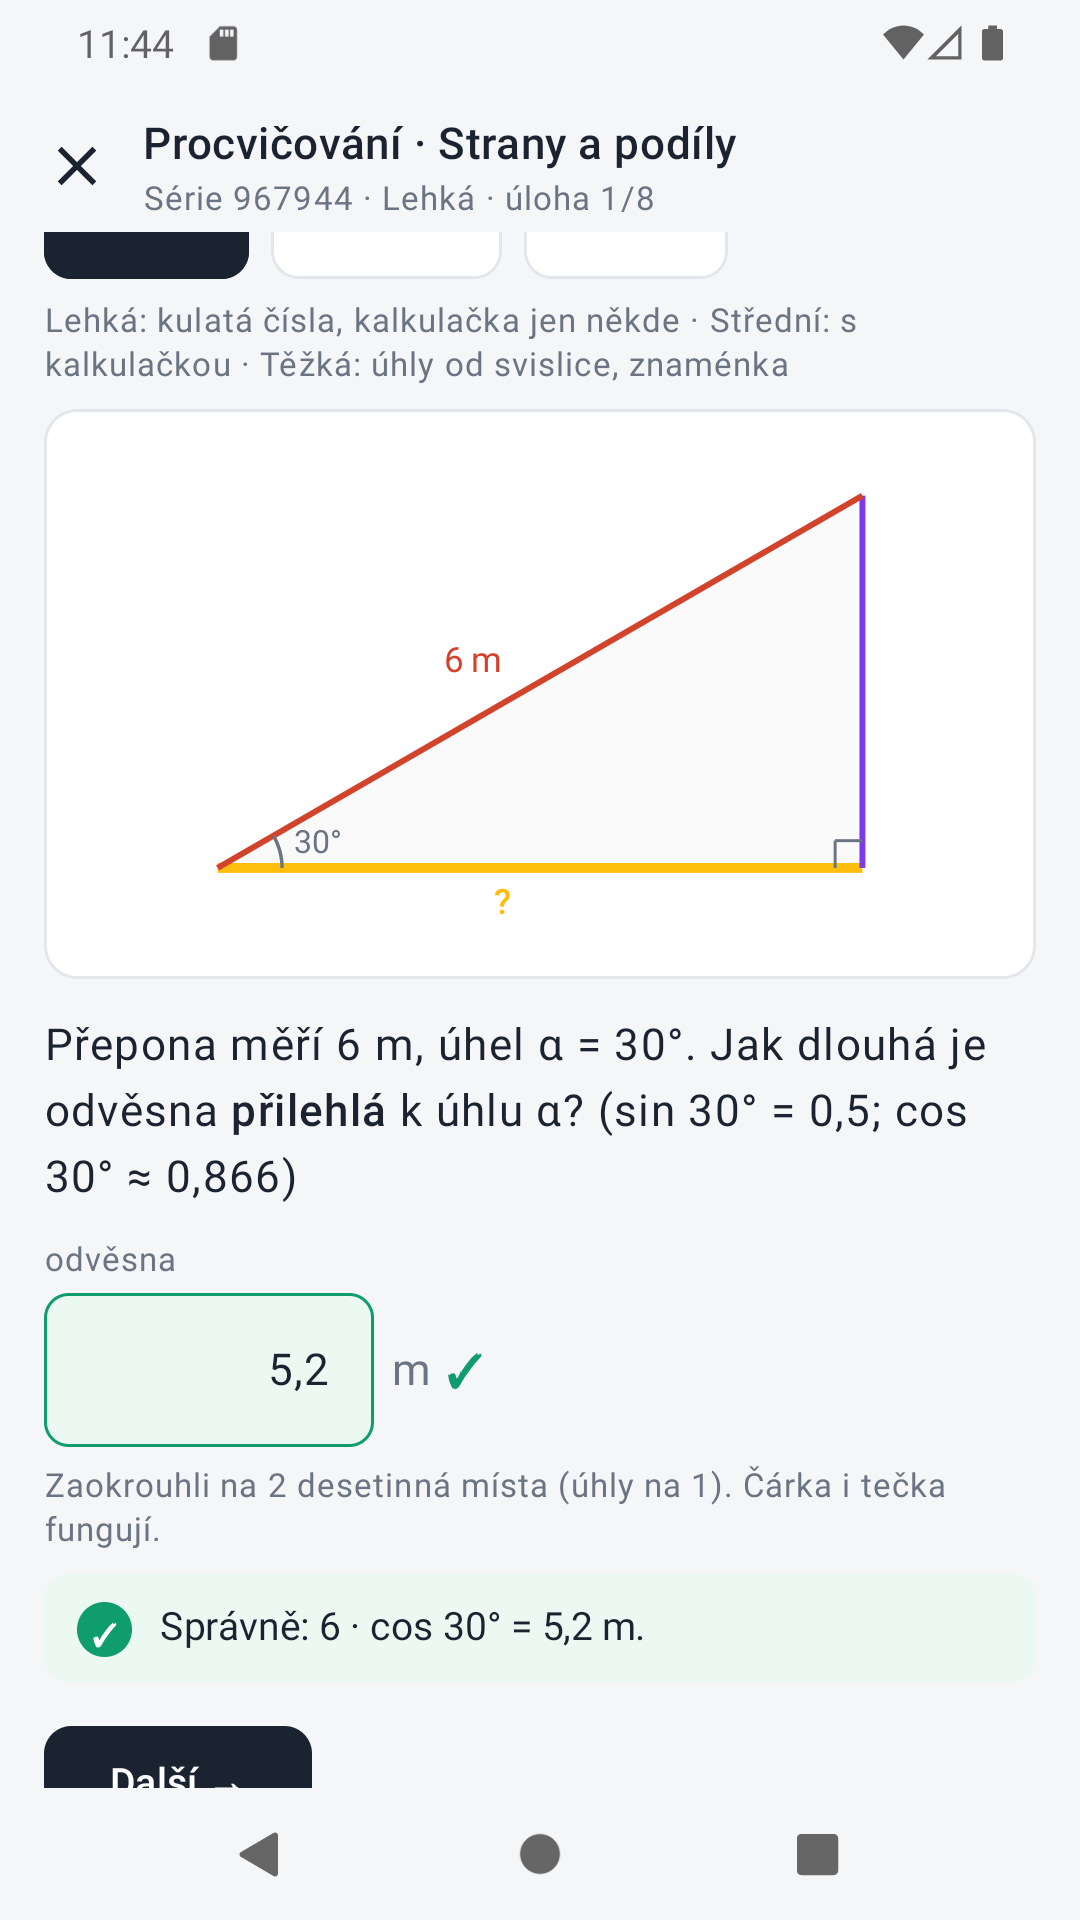 11:44
Procvičování · Strany a podíly
Série 967944 · Lehká · úloha 1/8
Lehká: kulatá čísla, kalkulačka jen někde · Střední: s
kalkulačkou · Těžká: úhly od svislice, znaménka
6 m
30°
?
Přepona měří 6 m, úhel α = 30°. Jak dlouhá je
odvěsna přilehlá k úhlu α? (sin 30° = 0,5; cos
30° ≈ 0,866)
odvěsna
5,2 m ✓
Zaokrouhli na 2 desetinná místa (úhly na 1). Čárka i tečka
fungují.
✓ Správně: 6 · cos 30° = 5,2 m.
Další →